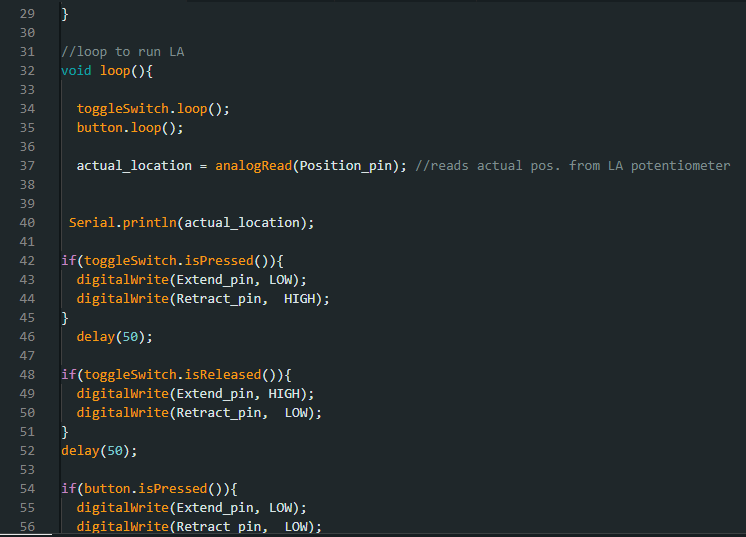 29 }
30
31 //loop to run LA
32 void loop(){
33
34 toggleSwitch.loop();
35 button.loop();
36
37 actual_location = analogRead(Position_pin); //reads actual pos. from LA potentiometer
38
39
40 Serial.println(actual_location);
41
42 if(toggleSwitch.isPressed()){
43 digitalWrite(Extend_pin, LOW);
44 digitalWrite(Retract_pin,  HIGH);
45 }
46 delay(50);
47
48 if(toggleSwitch.isReleased()){
49 digitalWrite(Extend_pin, HIGH);
50 digitalWrite(Retract_pin,  LOW);
51 }
52 delay(50);
53
54 if(button.isPressed()){
55 digitalWrite(Extend_pin, LOW);
56 digitalWrite(Retract_pin,  LOW);